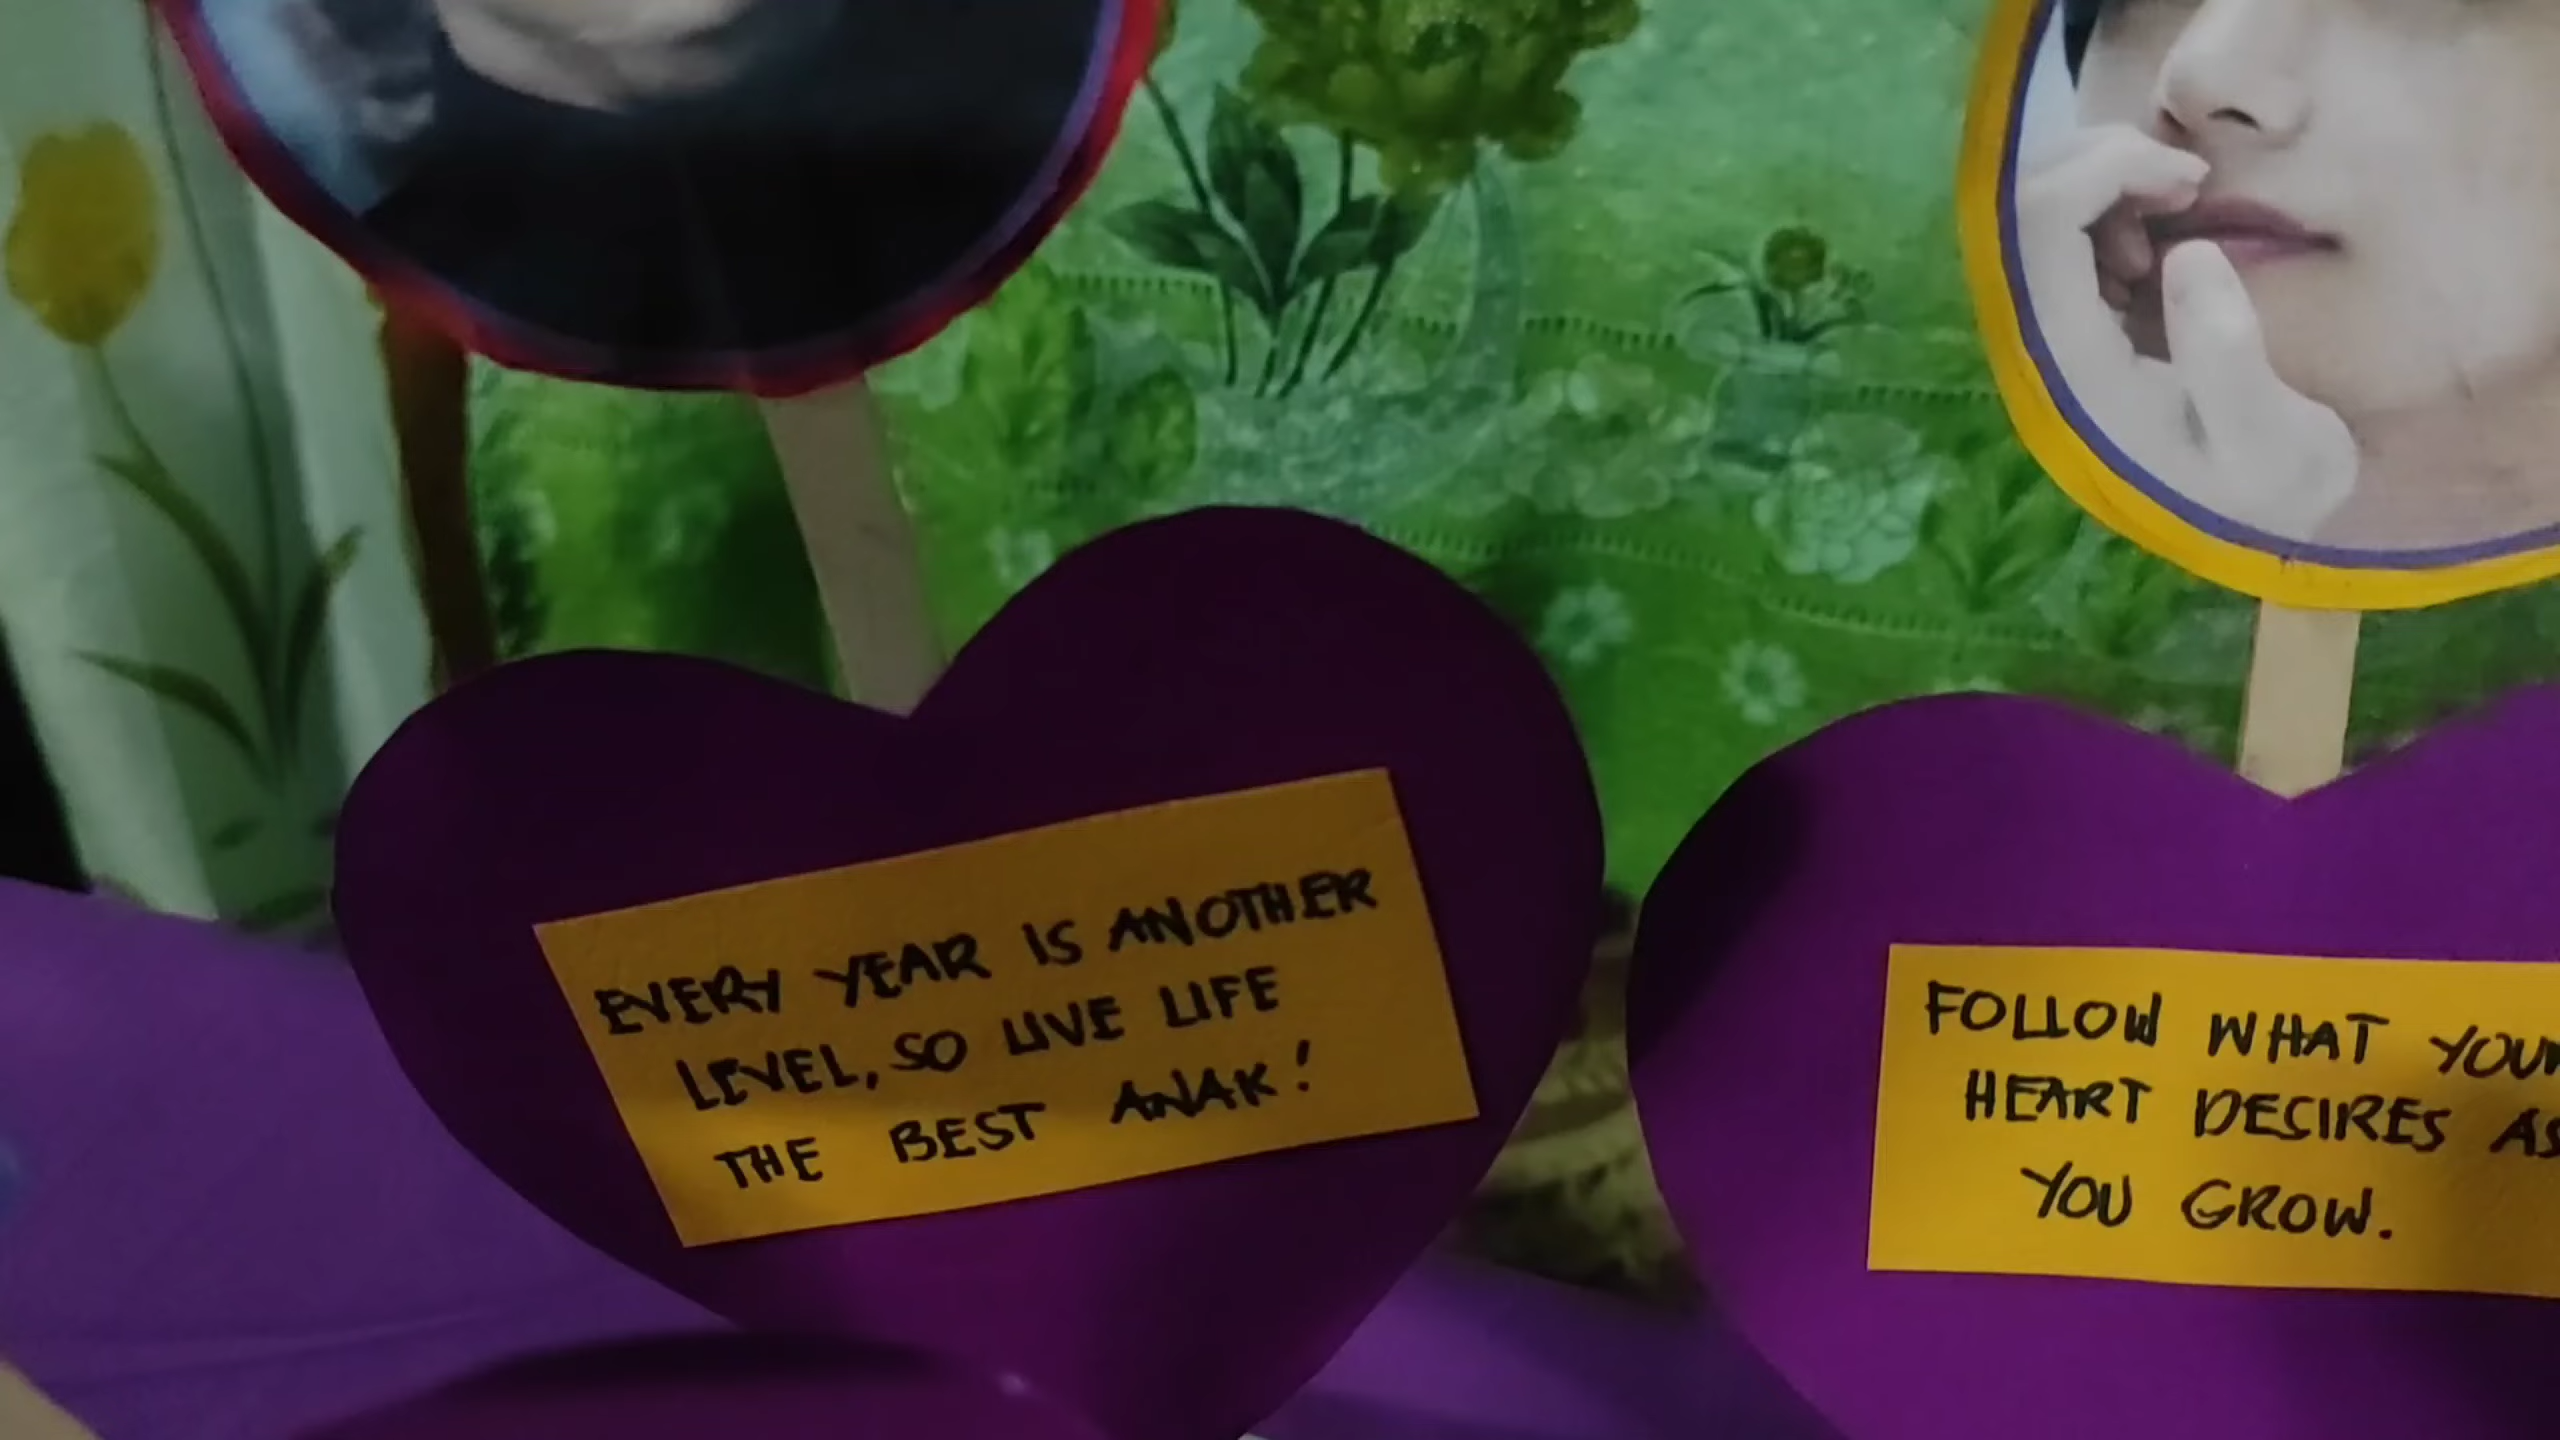 EVERY YEAR IS ANOTHER
LEVEL, SO LIVE LIFE
THE BEST ANAK!
FOLLOW WHAT YOUR
HEART DESIRES AS
YOU GROW.